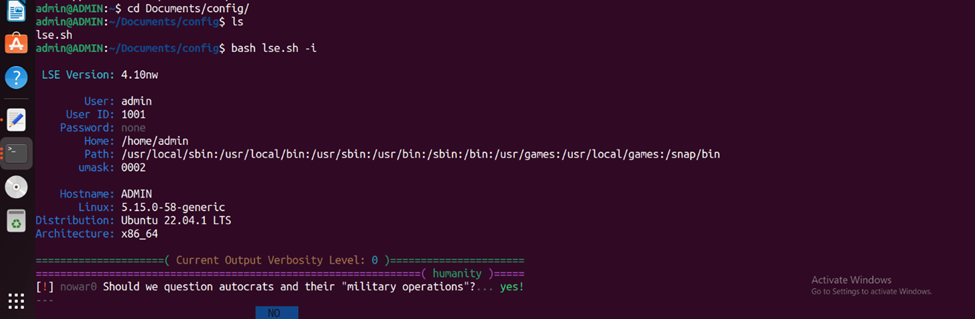 admin@ADMIN:~$ cd Documents/config/
admin@ADMIN:~/Documents/config$ ls
lse.sh
admin@ADMIN:~/Documents/config$ bash lse.sh -i
LSE Version: 4.10nw
User: admin
User ID: 1001
Password: none
Home: /home/admin
Path: /usr/local/sbin:/usr/local/bin:/usr/sbin:/usr/bin:/sbin:/bin:/usr/games:/usr/local/games:/snap/bin
umask: 0002
Hostname: ADMIN
Linux: 5.15.0-58-generic
Distribution: Ubuntu 22.04.1 LTS
Architecture: x86_64
=====================( Current Output Verbosity Level: 0 )======================
===============================================================( humanity )=====
[!] nowar0 Should we question autocrats and their "military operations"?... yes!
---
NO
Activate Windows
Go to Settings to activate Windows.